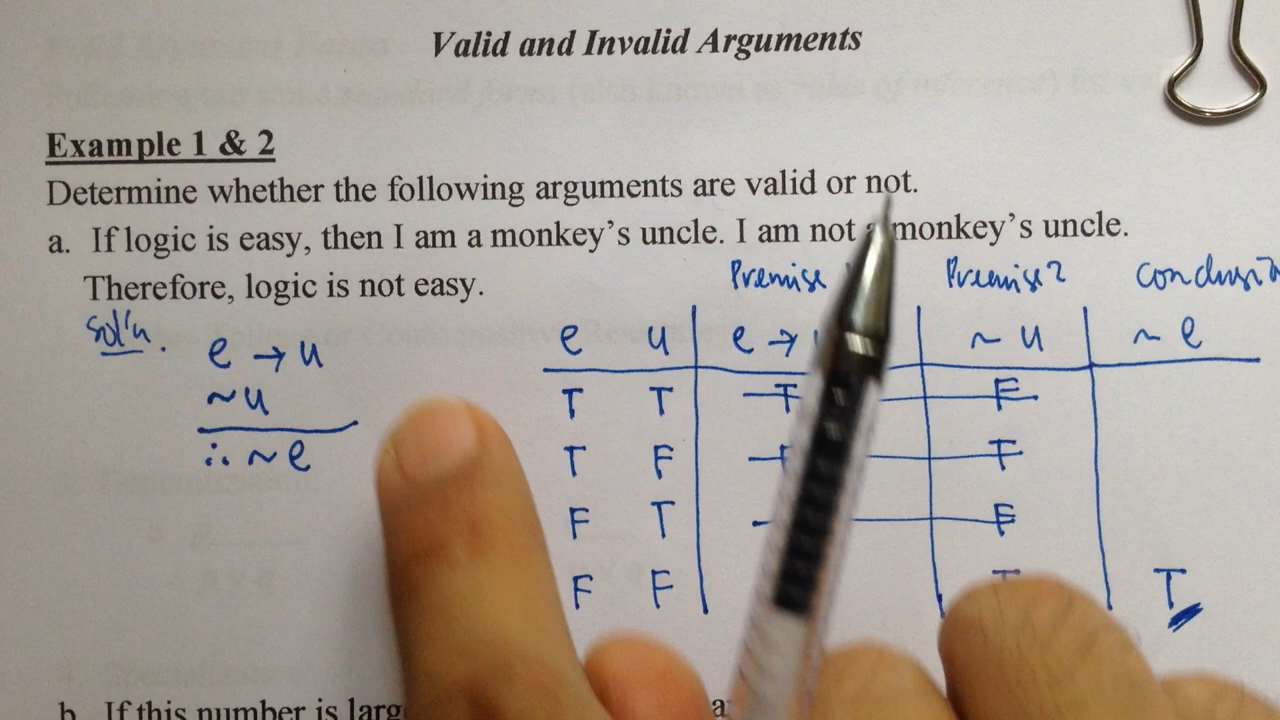 Valid and Invalid Arguments
Example 1 & 2
Determine whether the following arguments are valid or not.
a. If logic is easy, then I am a monkey's uncle. I am not a monkey's uncle.
Therefore, logic is not easy.
Sol'n.
e → u
~u
∴ ~e
Premise Premise 2
e u e → ~ u ~ e
T T T F
T F T
F T F
F F T
b. If this number is